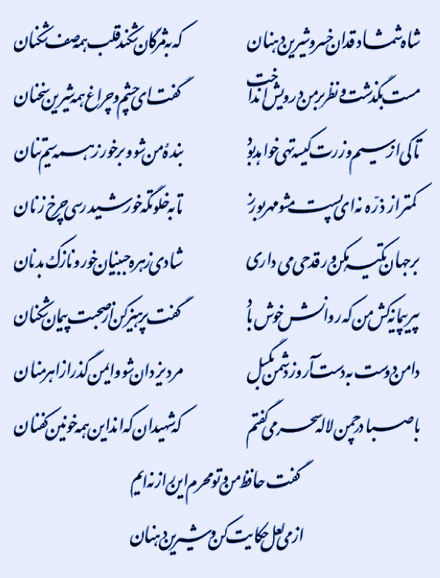 شاه شمشاد قدان خسرو شیرین دهنان که به مژگان شکند قلب همه صف شکنان
مست بگذشت و نظر بر من درویش انداخت گفت ای چشم و چراغ همه شیرین سخنان
تا کی از سیم و زرت کیسه تهی خواهد بود بنده من شو و برخور ز همه سیم تنان
کمتر از ذره نه‌ای پست مشو مهر بورز تا به خلوتگه خورشید رسی چرخ زنان
بر جهان تکیه مکن ور قدحی می داری شادی زهره جبینان خور و نازک بدنان
پیر پیمانه کش من که روانش خوش باد گفت پرهیز کن از صحبت پیمان شکنان
دامن دوست به دست آر و ز دشمن بگسل مرد یزدان شو و ایمن گذر از اهرمنان
با صبا در چمن لاله سحر می گفتم که شهیدان که‌اند این همه خونین کفنان
گفت حافظ من و تو محرم این راز نه‌ایم
از می لعل حکایت کن و شیرین دهنان